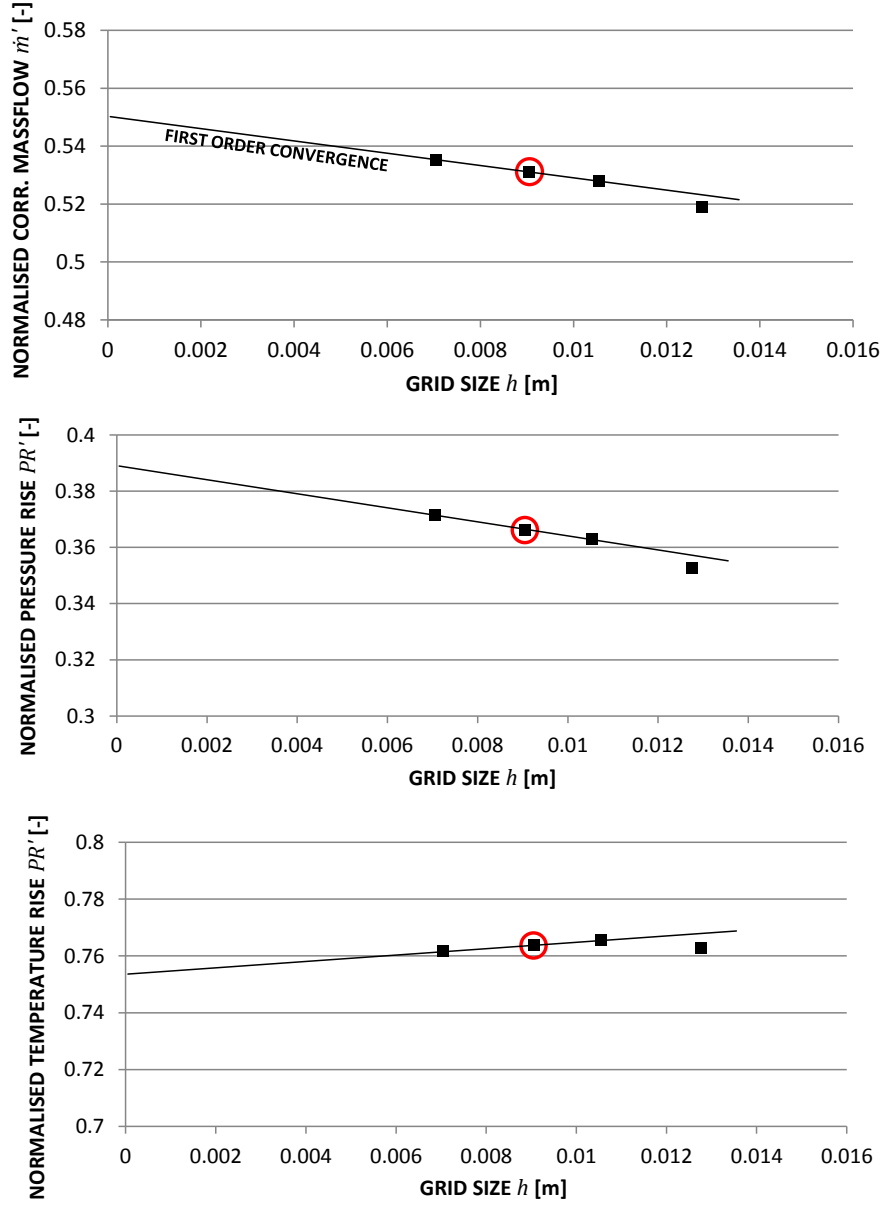 NORMALISED CORR. MASSFLOW ṁ' [-]
0.58
0.56
0.54
0.52
0.5
0.48
FIRST ORDER CONVERGENCE
0 0.002 0.004 0.006 0.008 0.01 0.012 0.014 0.016
GRID SIZE h [m]
NORMALISED PRESSURE RISE PR' [-]
0.4
0.38
0.36
0.34
0.32
0.3
0 0.002 0.004 0.006 0.008 0.01 0.012 0.014 0.016
GRID SIZE h [m]
NORMALISED TEMPERATURE RISE PR' [-]
0.8
0.78
0.76
0.74
0.72
0.7
0 0.002 0.004 0.006 0.008 0.01 0.012 0.014 0.016
GRID SIZE h [m]